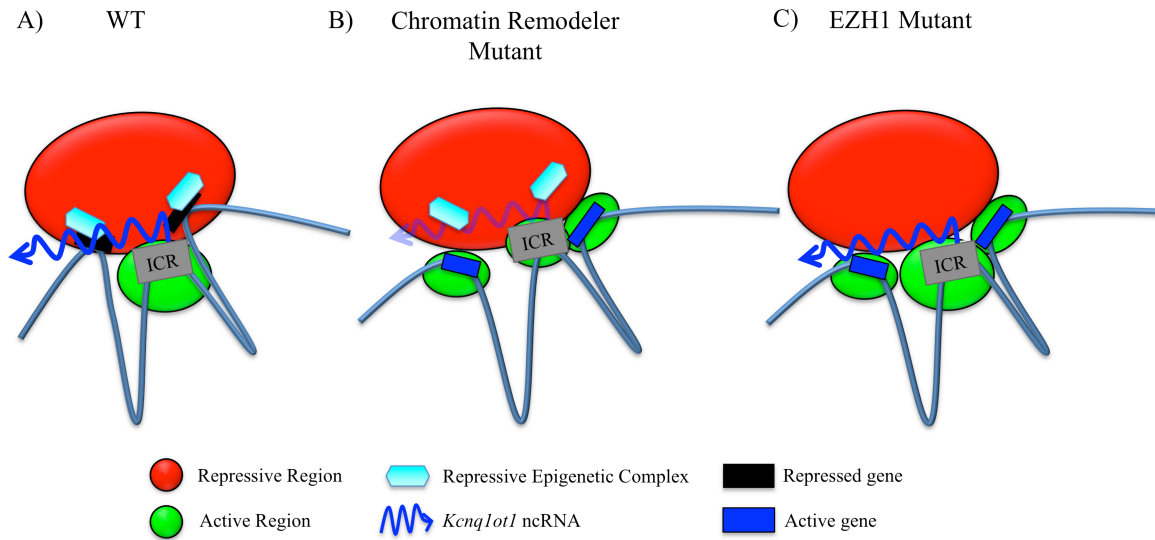 A) WT
B) Chromatin Remodeler
Mutant
C) EZH1 Mutant
ICR
ICR
ICR
Repressive Region
Repressive Epigenetic Complex
Repressed gene
Active Region
Kcnq1ot1 ncRNA
Active gene